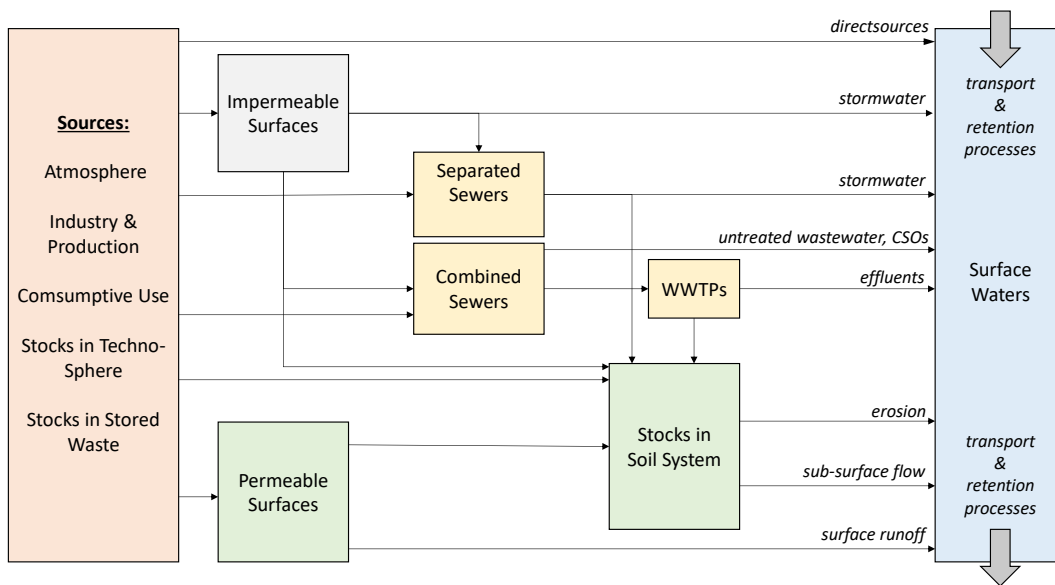 Sources:
Atmosphere
Industry &
Production
Comsumptive Use
Stocks in Techno-
Sphere
Stocks in Stored
Waste
Impermeable
Surfaces
Separated
Sewers
Combined
Sewers
WWTPs
Permeable
Surfaces
Stocks in
Soil System
directsources
stormwater
stormwater
untreated wastewater, CSOs
effluents
erosion
sub-surface flow
surface runoff
transport
&
retention
processes
Surface
Waters
transport
&
retention
processes